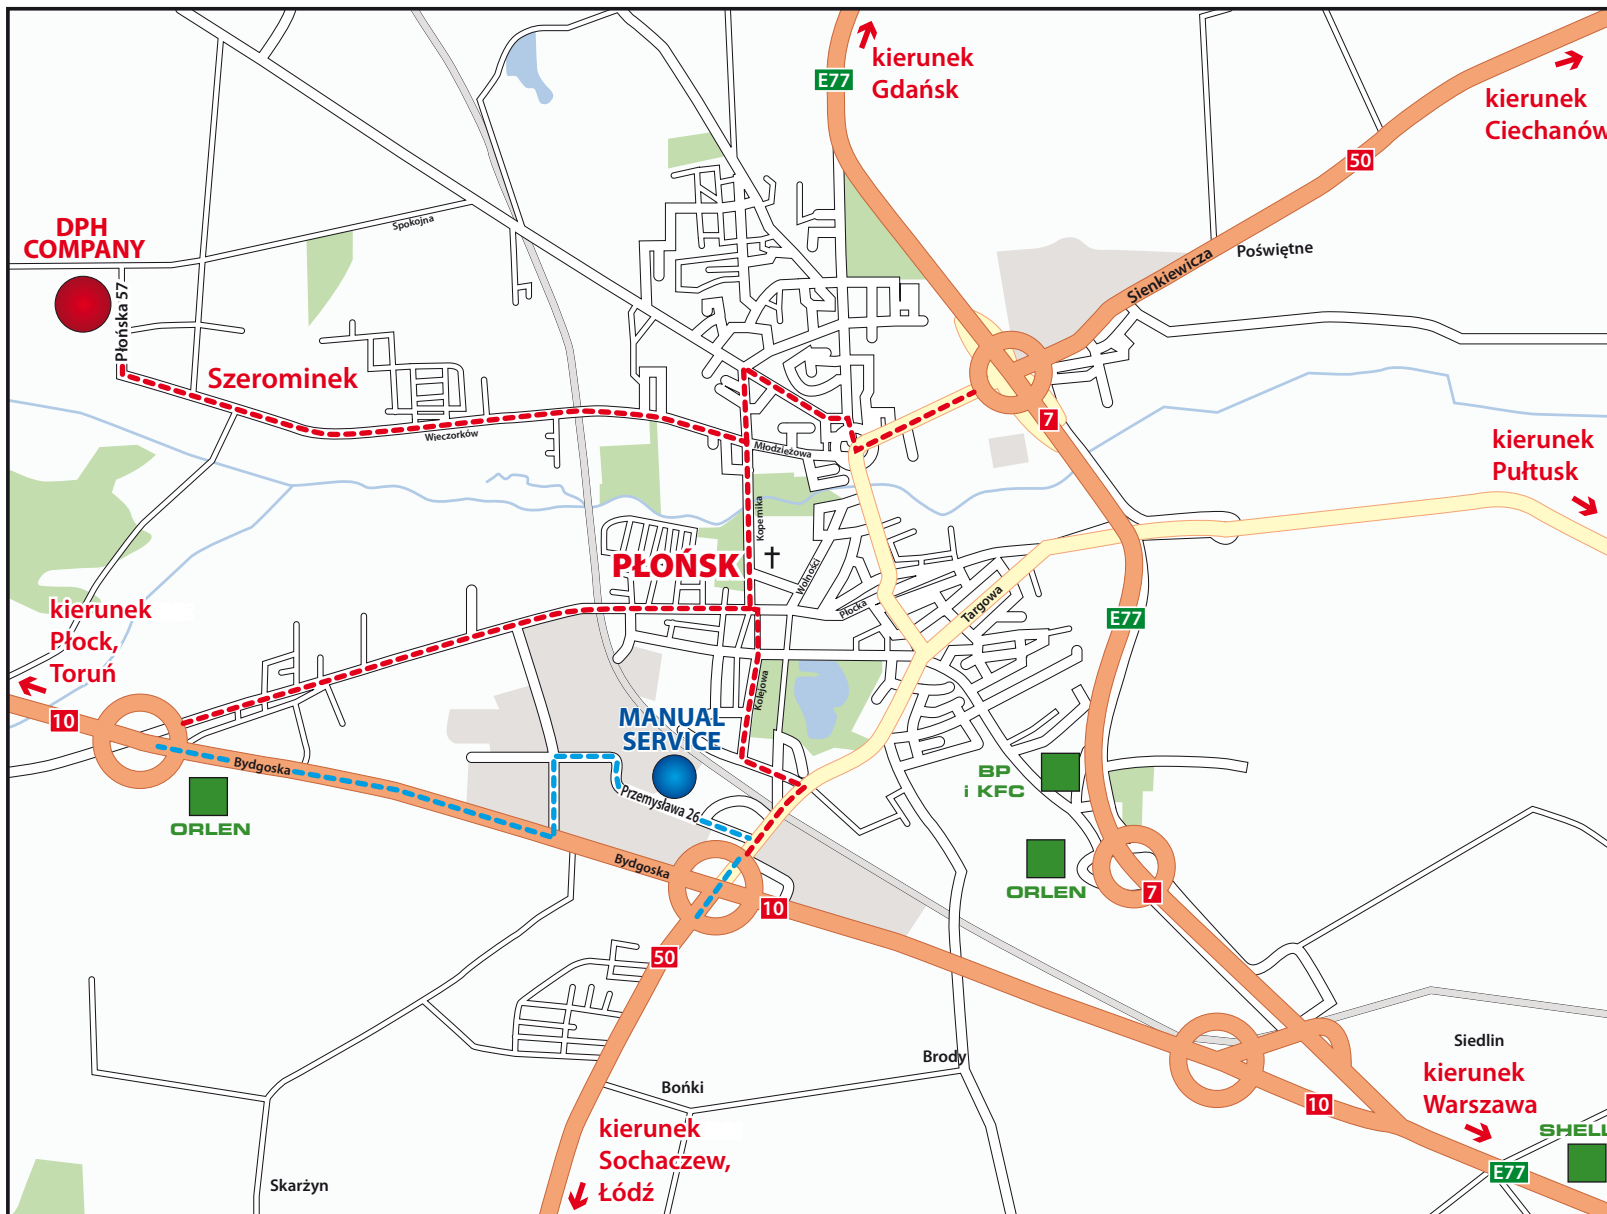 E77
kierunek
Gdańsk
kierunek
Ciechanów
50
DPH
COMPANY
Spokojna
Płońska 57
Poświętne
Sienkiewicza
Szerominek
Wieczorków
Młodzieżowa
7
kierunek
Pułtusk
Kopernika
PŁOŃSK
Wolności
Płocka
Targowa
E77
kierunek
Płock,
Toruń
10
Kolejowa
MANUAL
SERVICE
Bydgoska
Przemysława 26
BP
i KFC
ORLEN
Bydgoska
ORLEN
7
10
50
Brody
Siedlin
Bońki
kierunek
Warszawa
10
kierunek
Sochaczew,
Łódź
SHELL
E77
Skarżyn